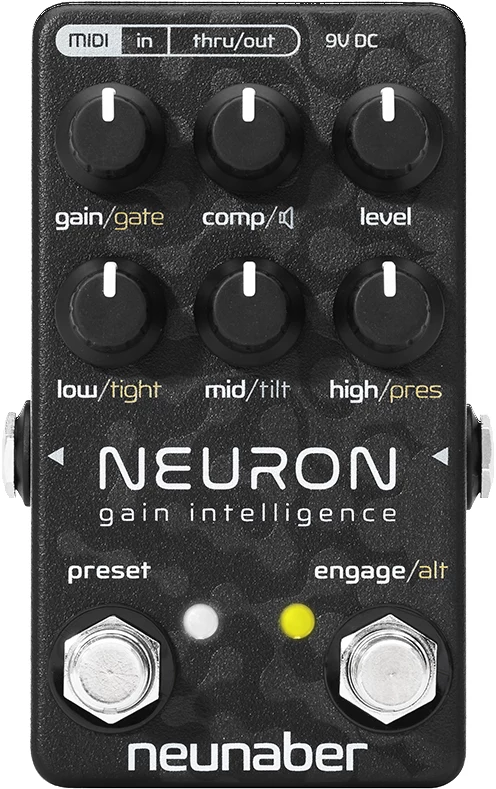 MIDI in thru/out 9V DC
gain/gate comp/ level
low/tight mid/tilt high/pres
NEURON
gain intelligence
preset engage/alt
neunaber